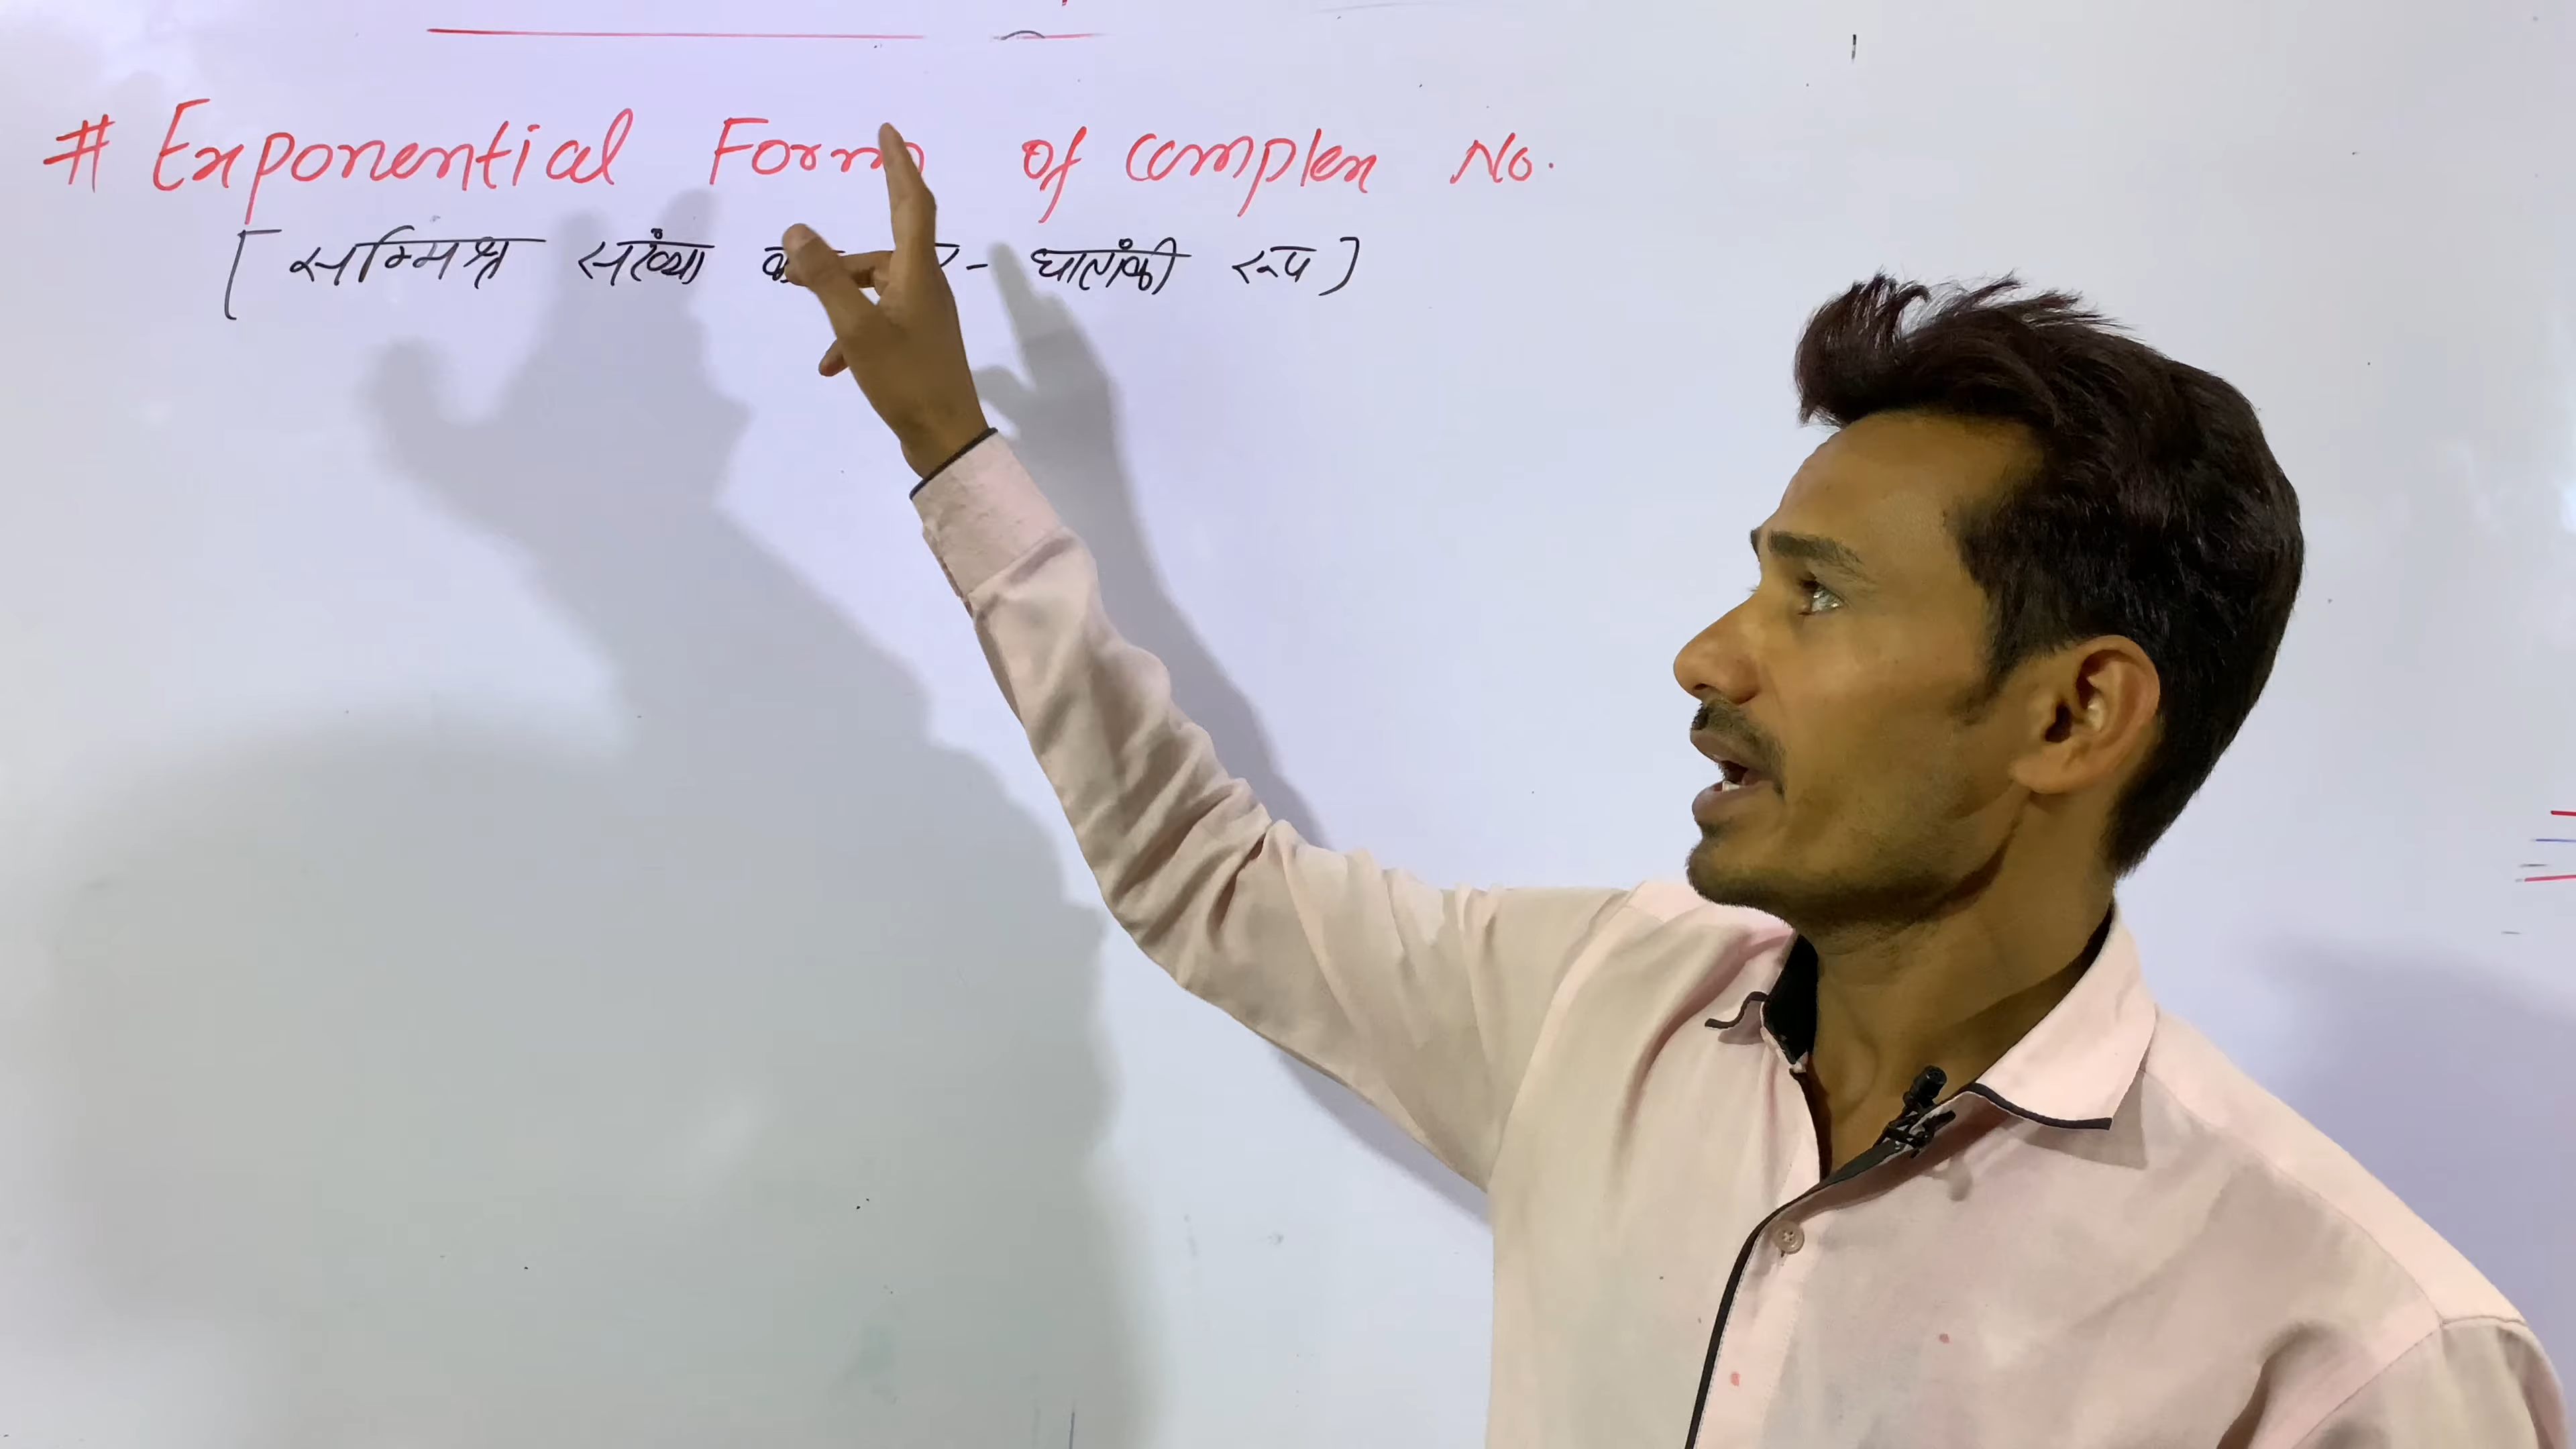 # Exponential Form of complex No.
[ सम्मिश्र संख्या - घातांकी रूप ]